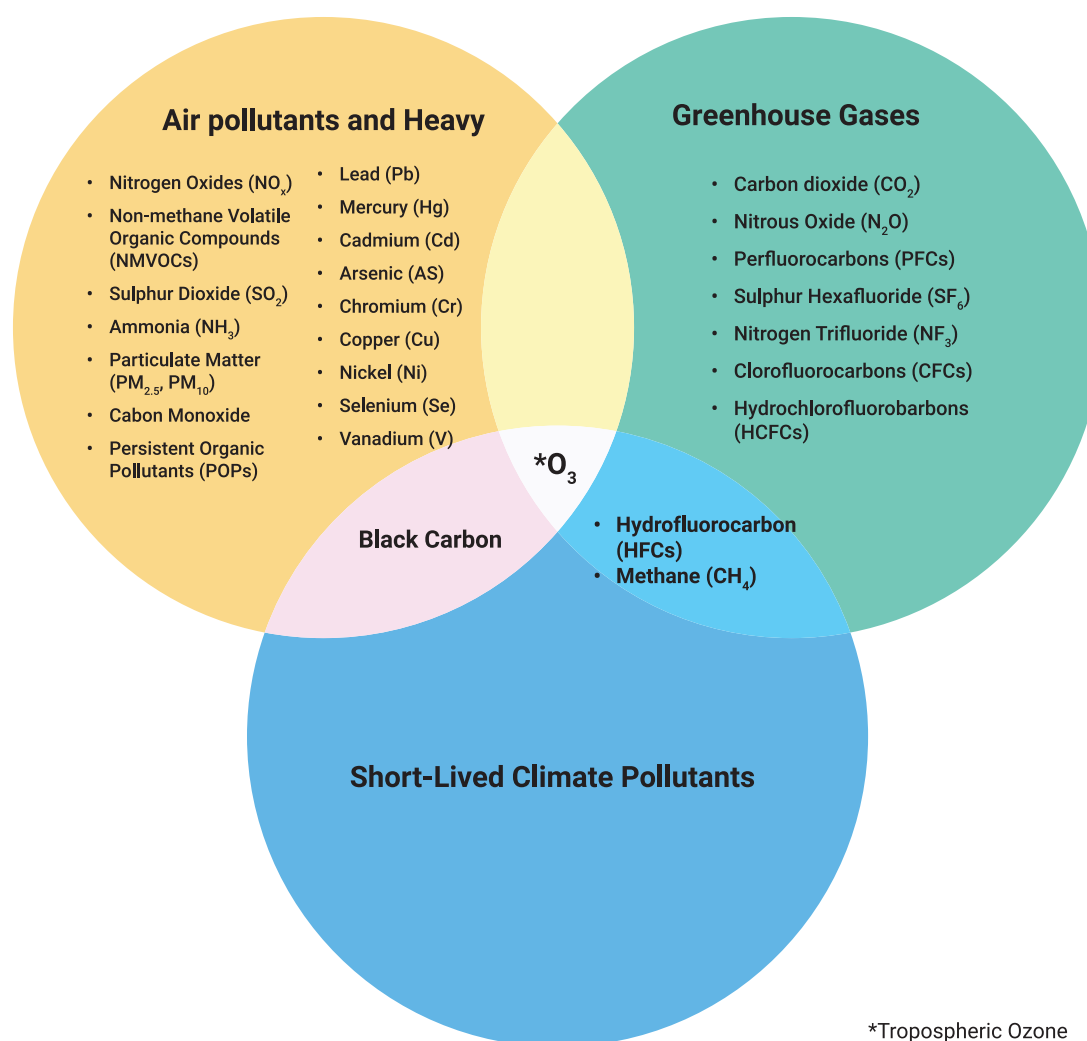 Air pollutants and Heavy
• Nitrogen Oxides (NOₓ)
• Non-methane Volatile
Organic Compounds
(NMVOCs)
• Sulphur Dioxide (SO₂)
• Ammonia (NH₃)
• Particulate Matter
(PM₂.₅, PM₁₀)
• Cabon Monoxide
• Persistent Organic
Pollutants (POPs)
• Lead (Pb)
• Mercury (Hg)
• Cadmium (Cd)
• Arsenic (AS)
• Chromium (Cr)
• Copper (Cu)
• Nickel (Ni)
• Selenium (Se)
• Vanadium (V)
Greenhouse Gases
• Carbon dioxide (CO₂)
• Nitrous Oxide (N₂O)
• Perfluorocarbons (PFCs)
• Sulphur Hexafluoride (SF₆)
• Nitrogen Trifluoride (NF₃)
• Clorofluorocarbons (CFCs)
• Hydrochlorofluorobarbons
(HCFCs)
*O₃
Black Carbon
• Hydrofluorocarbon
(HFCs)
• Methane (CH₄)
Short-Lived Climate Pollutants
*Tropospheric Ozone